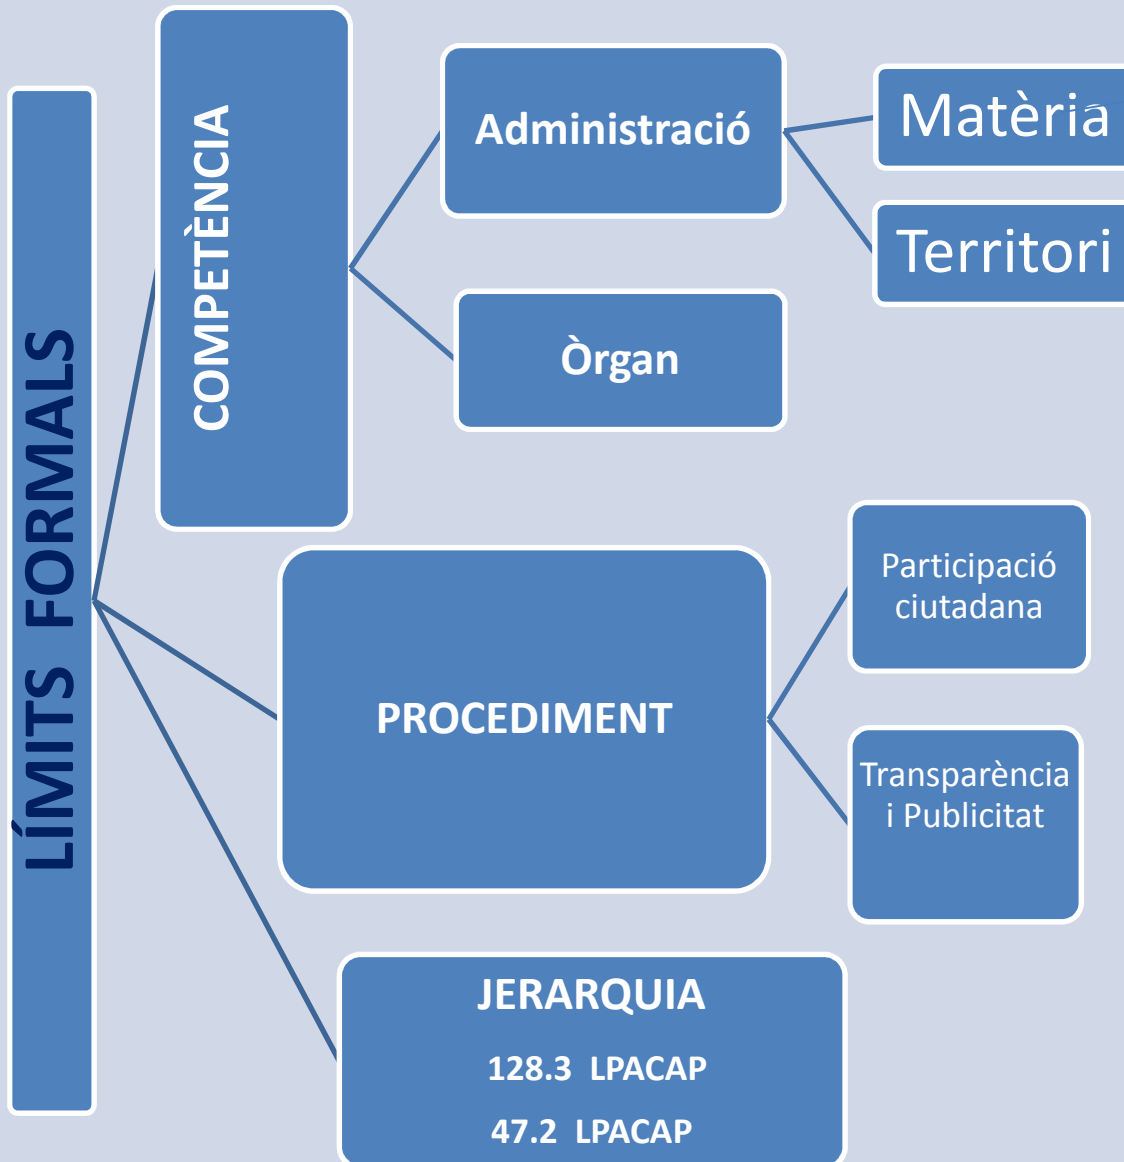 LÍMITS FORMALS
COMPETÈNCIA
Administració
Matèria
Territori
Òrgan
PROCEDIMENT
Participació
ciutadana
Transparència
i Publicitat
JERARQUIA
128.3 LPACAP
47.2 LPACAP